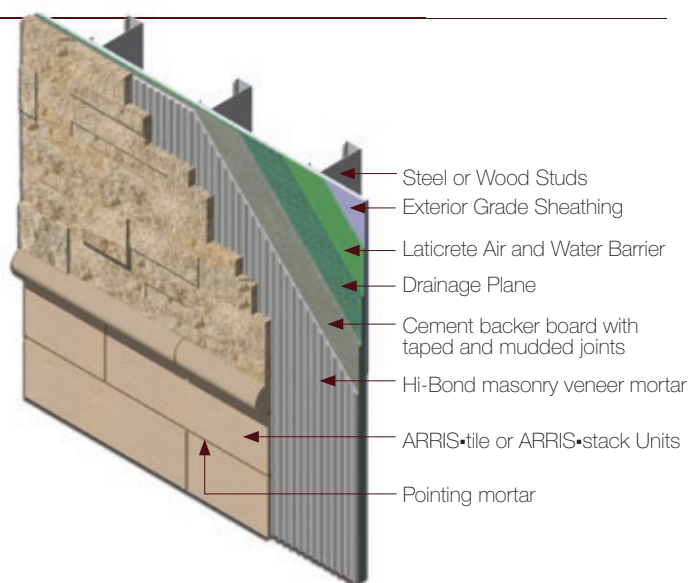 Steel or Wood Studs
Exterior Grade Sheathing
Laticrete Air and Water Barrier
Drainage Plane
Cement backer board with
taped and mudded joints
Hi-Bond masonry veneer mortar
ARRIS▪tile or ARRIS▪stack Units
Pointing mortar